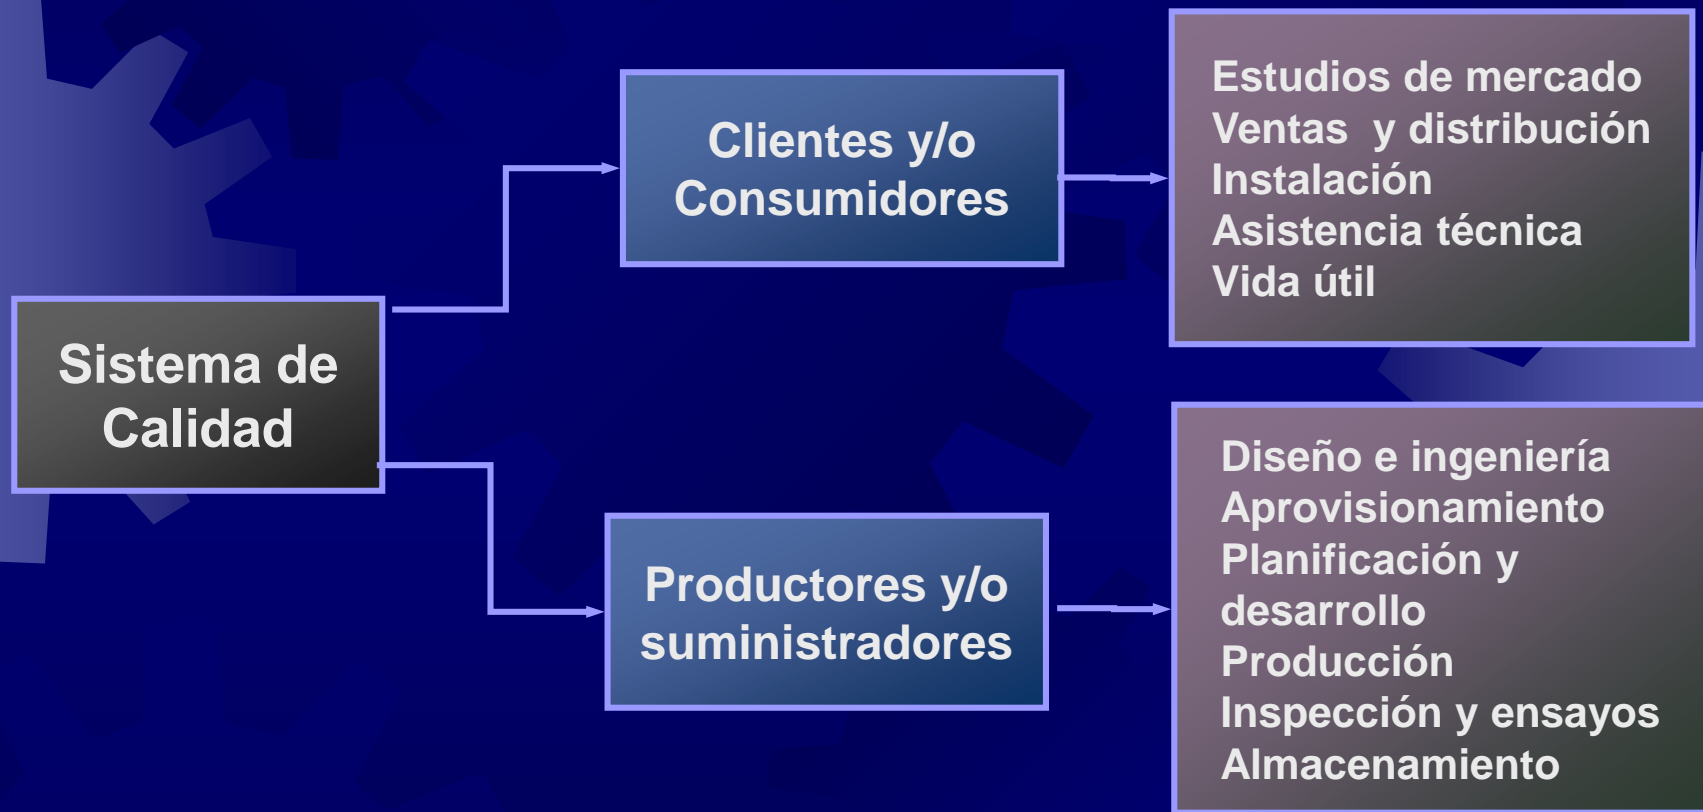 Sistema de
Calidad
Clientes y/o
Consumidores
Estudios de mercado
Ventas  y distribución
Instalación
Asistencia técnica
Vida útil
Productores y/o
suministradores
Diseño e ingeniería
Aprovisionamiento
Planificación y
desarrollo
Producción
Inspección y ensayos
Almacenamiento